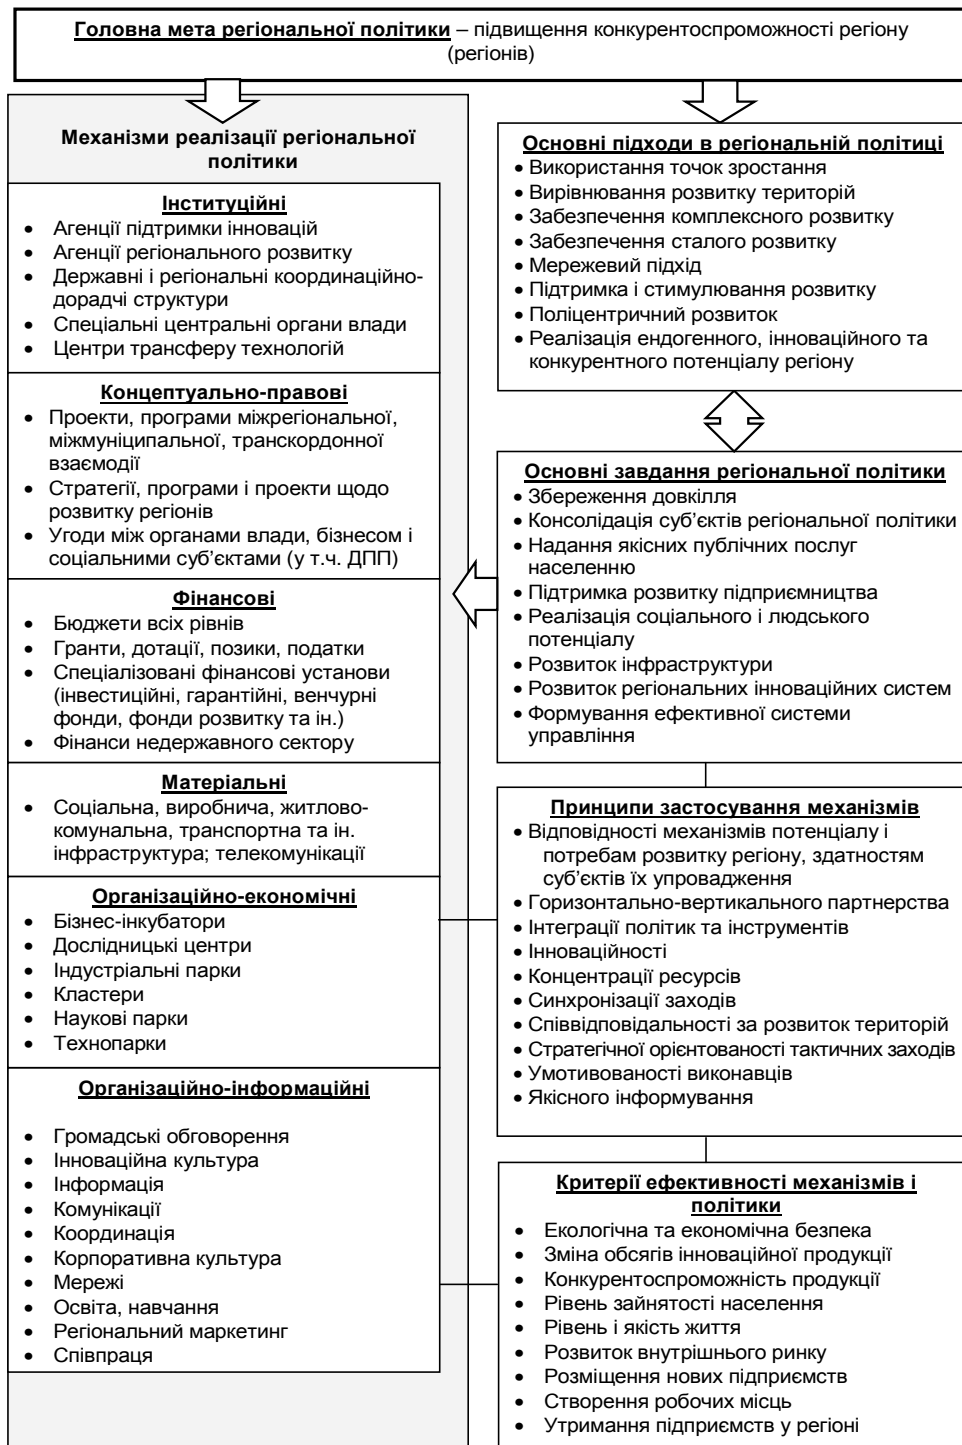 Головна мета регіональної політики – підвищення конкурентоспроможності регіону
(регіонів)
Механізми реалізації регіональної
політики
Інституційні
• Агенції підтримки інновацій
• Агенції регіонального розвитку
• Державні і регіональні координаційно-
дорадчі структури
• Спеціальні центральні органи влади
• Центри трансферу технологій
Концептуально-правові
• Проекти, програми міжрегіональної,
міжмуніципальної, транскордонної
взаємодії
• Стратегії, програми і проекти щодо
розвитку регіонів
• Угоди між органами влади, бізнесом і
соціальними суб’єктами (у т.ч. ДПП)
Фінансові
• Бюджети всіх рівнів
• Гранти, дотації, позики, податки
• Спеціалізовані фінансові установи
(інвестиційні, гарантійні, венчурні
фонди, фонди розвитку та ін.)
• Фінанси недержавного сектору
Матеріальні
• Соціальна, виробнича, житлово-
комунальна, транспортна та ін.
інфраструктура; телекомунікації
Організаційно-економічні
• Бізнес-інкубатори
• Дослідницькі центри
• Індустріальні парки
• Кластери
• Наукові парки
• Технопарки
Організаційно-інформаційні
• Громадські обговорення
• Інноваційна культура
• Інформація
• Комунікації
• Координація
• Корпоративна культура
• Мережі
• Освіта, навчання
• Регіональний маркетинг
• Співпраця
Основні підходи в регіональній політиці
• Використання точок зростання
• Вирівнювання розвитку територій
• Забезпечення комплексного розвитку
• Забезпечення сталого розвитку
• Мережевий підхід
• Підтримка і стимулювання розвитку
• Поліцентричний розвиток
• Реалізація ендогенного, інноваційного та
конкурентного потенціалу регіону
Основні завдання регіональної політики
• Збереження довкілля
• Консолідація суб’єктів регіональної політики
• Надання якісних публічних послуг
населенню
• Підтримка розвитку підприємництва
• Реалізація соціального і людського
потенціалу
• Розвиток інфраструктури
• Розвиток регіональних інноваційних систем
• Формування ефективної системи
управління
Принципи застосування механізмів
• Відповідності механізмів потенціалу і
потребам розвитку регіону, здатностям
суб’єктів їх упровадження
• Горизонтально-вертикального партнерства
• Інтеграції політик та інструментів
• Інноваційності
• Концентрації ресурсів
• Синхронізації заходів
• Співвідповідальності за розвиток територій
• Стратегічної орієнтованості тактичних заходів
• Умотивованості виконавців
• Якісного інформування
Критерії ефективності механізмів і
політики
• Екологічна та економічна безпека
• Зміна обсягів інноваційної продукції
• Конкурентоспроможність продукції
• Рівень зайнятості населення
• Рівень і якість життя
• Розвиток внутрішнього ринку
• Розміщення нових підприємств
• Створення робочих місць
• Утримання підприємств у регіоні